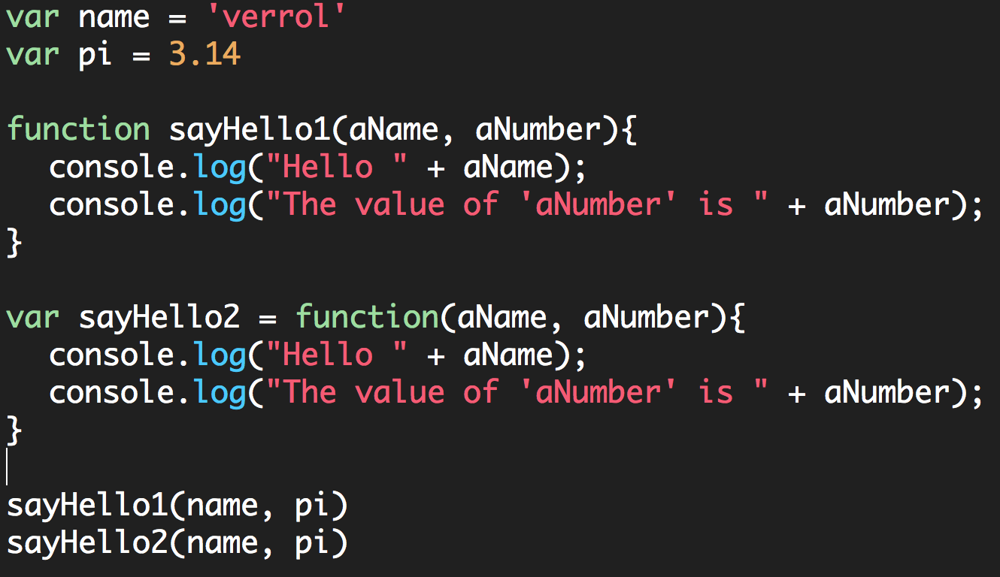 var name = 'verrol'
var pi = 3.14
function sayHello1(aName, aNumber){
console.log("Hello " + aName);
console.log("The value of 'aNumber' is " + aNumber);
}
var sayHello2 = function(aName, aNumber){
console.log("Hello " + aName);
console.log("The value of 'aNumber' is " + aNumber);
}
sayHello1(name, pi)
sayHello2(name, pi)